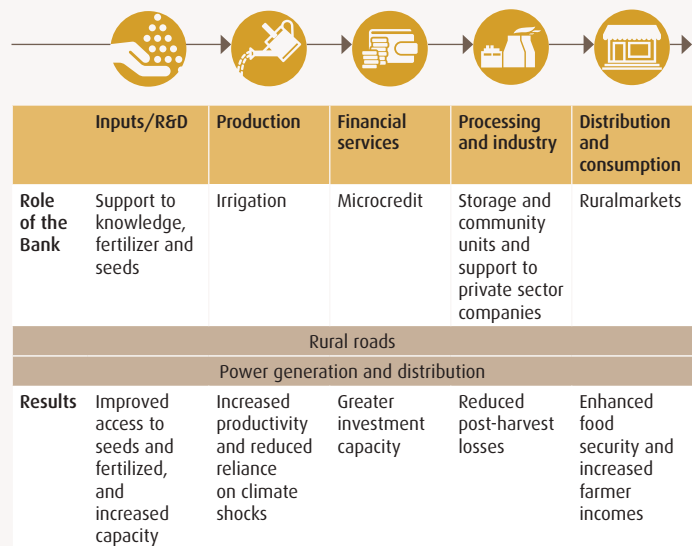 Inputs/R&D
Production
Financial
services
Processing
and industry
Distribution
and
consumption
Role
of the
Bank
Support to
knowledge,
fertilizer and
seeds
Irrigation
Microcredit
Storage and
community
units and
support to
private sector
companies
Ruralmarkets
Rural roads
Power generation and distribution
Results
Improved
access to
seeds and
fertilized,
and
increased
capacity
Increased
productivity
and reduced
reliance
on climate
shocks
Greater
investment
capacity
Reduced
post-harvest
losses
Enhanced
food
security and
increased
farmer
incomes